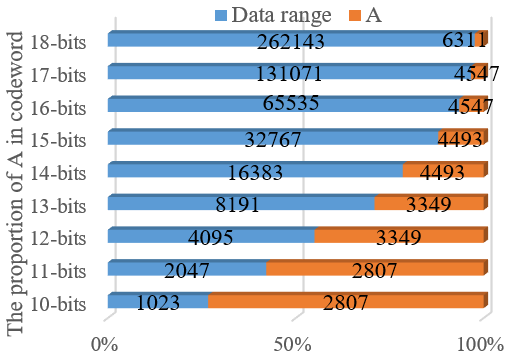 Data range A
18-bits 262143 6311
17-bits 131071 4547
16-bits 65535 4547
15-bits 32767 4493
14-bits 16383 4493
13-bits 8191 3349
12-bits 4095 3349
11-bits 2047 2807
10-bits 1023 2807
0% 50% 100%
The proportion of A in codeword